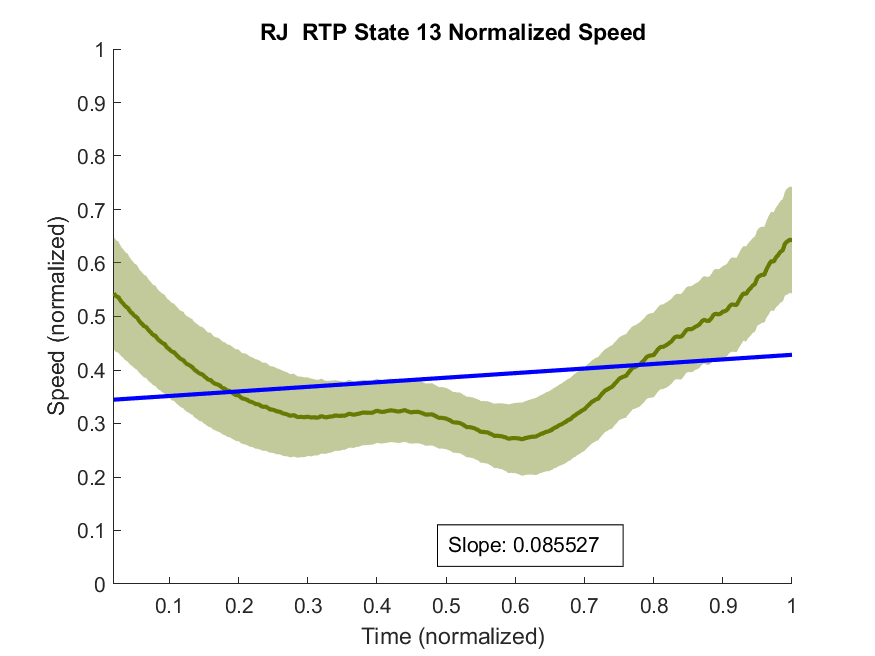 RJ  RTP State 13 Normalized Speed
1
0.9
0.8
0.7
0.6
0.5
0.4
0.3
0.2
0.1
0
Speed (normalized)
Slope: 0.085527
0.1 0.2 0.3 0.4 0.5 0.6 0.7 0.8 0.9 1
Time (normalized)